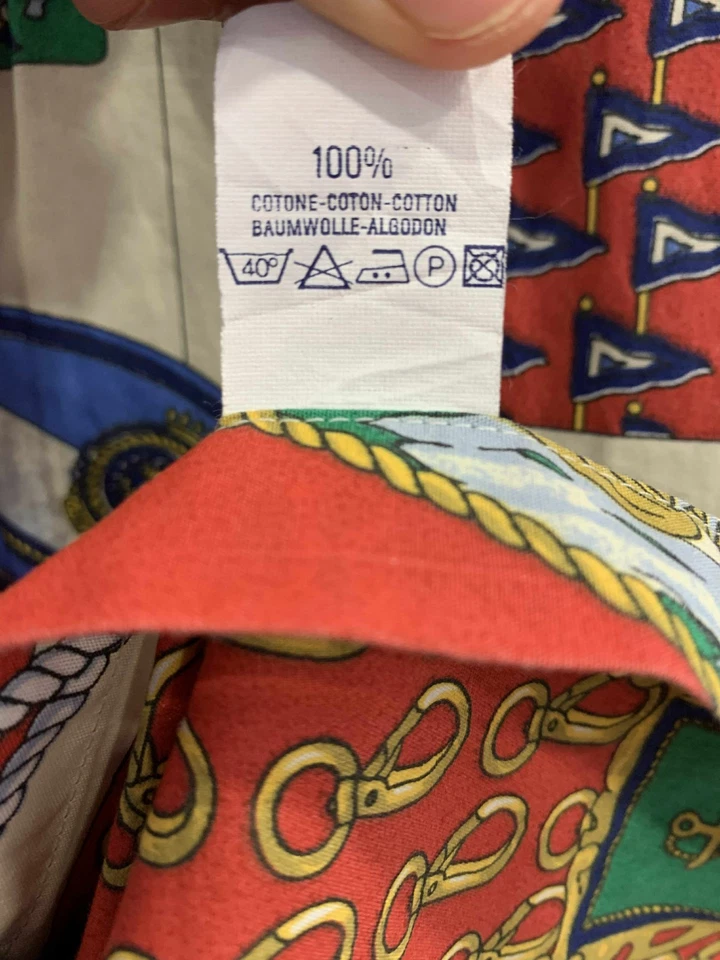 100%
COTONE-COTON-COTTON
BAUMWOLLE-ALGODON
40° P